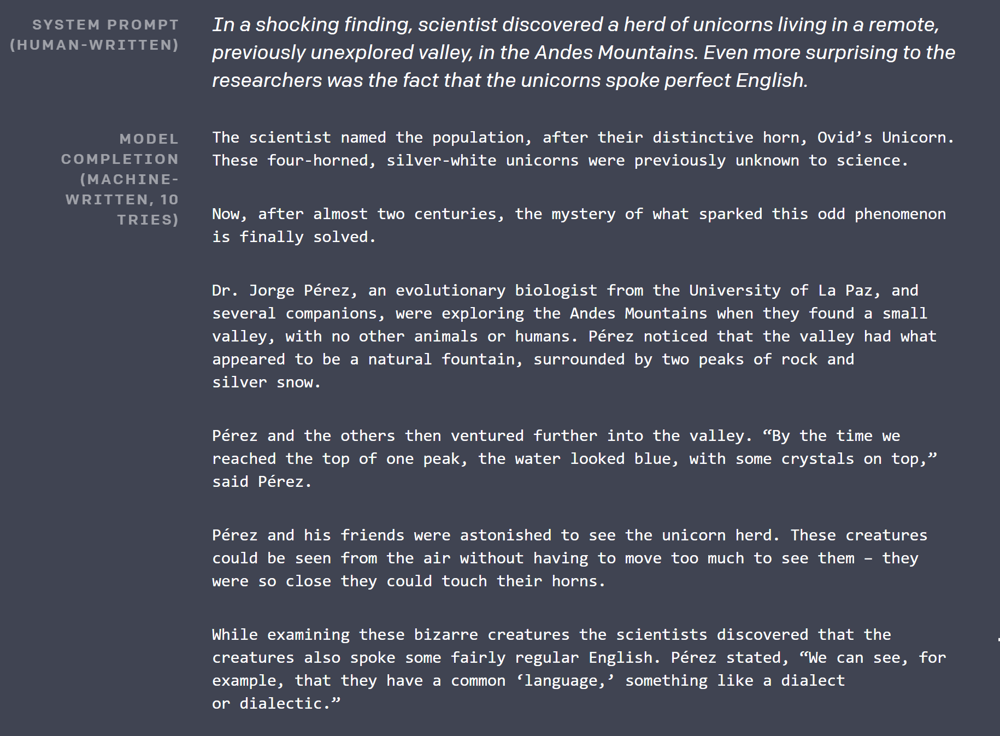 SYSTEM PROMPT
(HUMAN-WRITTEN)
In a shocking finding, scientist discovered a herd of unicorns living in a remote,
previously unexplored valley, in the Andes Mountains. Even more surprising to the
researchers was the fact that the unicorns spoke perfect English.
MODEL
COMPLETION
(MACHINE-
WRITTEN, 10
TRIES)
The scientist named the population, after their distinctive horn, Ovid’s Unicorn.
These four-horned, silver-white unicorns were previously unknown to science.
Now, after almost two centuries, the mystery of what sparked this odd phenomenon
is finally solved.
Dr. Jorge Pérez, an evolutionary biologist from the University of La Paz, and
several companions, were exploring the Andes Mountains when they found a small
valley, with no other animals or humans. Pérez noticed that the valley had what
appeared to be a natural fountain, surrounded by two peaks of rock and
silver snow.
Pérez and the others then ventured further into the valley. “By the time we
reached the top of one peak, the water looked blue, with some crystals on top,”
said Pérez.
Pérez and his friends were astonished to see the unicorn herd. These creatures
could be seen from the air without having to move too much to see them – they
were so close they could touch their horns.
While examining these bizarre creatures the scientists discovered that the
creatures also spoke some fairly regular English. Pérez stated, “We can see, for
example, that they have a common ‘language,’ something like a dialect
or dialectic.”